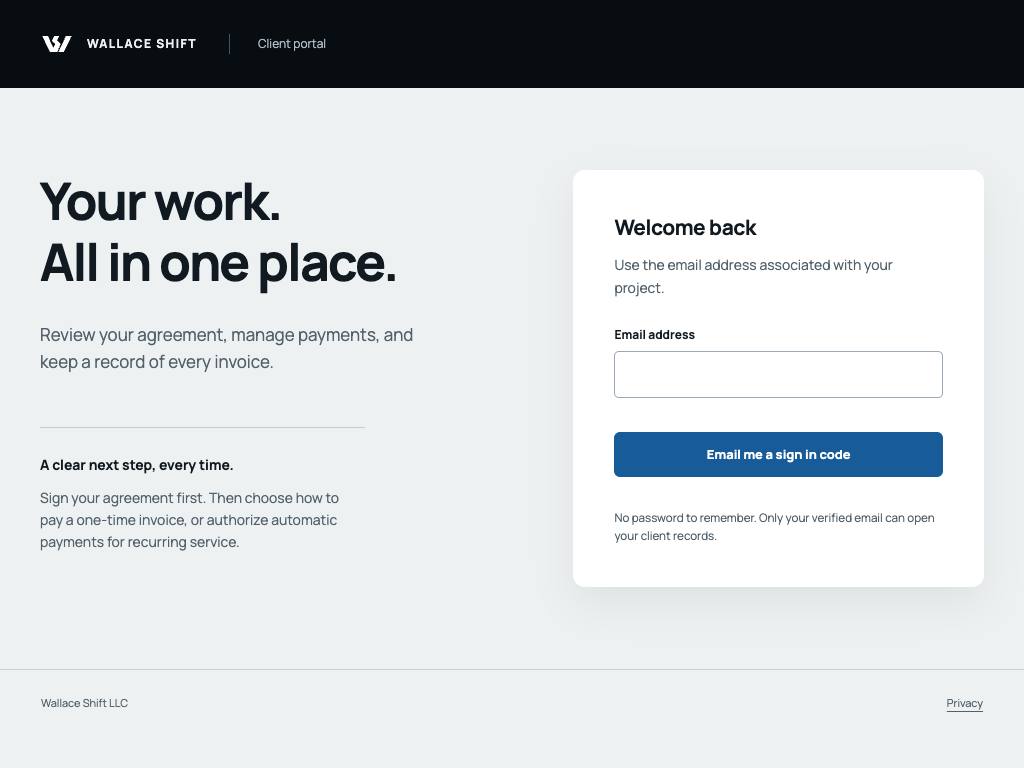 WALLACE SHIFT
Client portal
Your work.
All in one place.
Review your agreement, manage payments, and
keep a record of every invoice.
A clear next step, every time.
Sign your agreement first. Then choose how to
pay a one-time invoice, or authorize automatic
payments for recurring service.
Welcome back
Use the email address associated with your
project.
Email address
Email me a sign in code
No password to remember. Only your verified email can open
your client records.
Wallace Shift LLC
Privacy